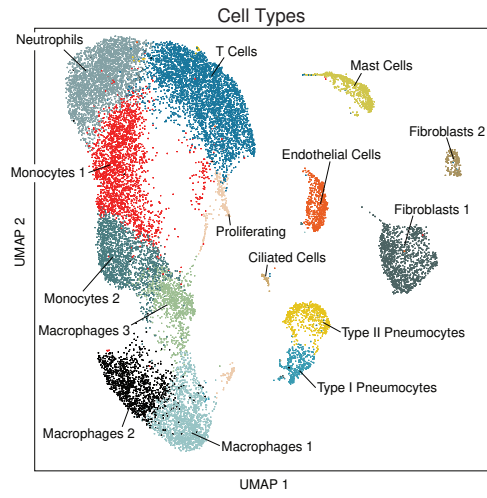 Cell Types
Neutrophils
T Cells
Mast Cells
Fibroblasts 2
Endothelial Cells
Monocytes 1
Fibroblasts 1
Proliferating
UMAP 2
Ciliated Cells
Monocytes 2
Macrophages 3
Type II Pneumocytes
Type I Pneumocytes
Macrophages 2
Macrophages 1
UMAP 1